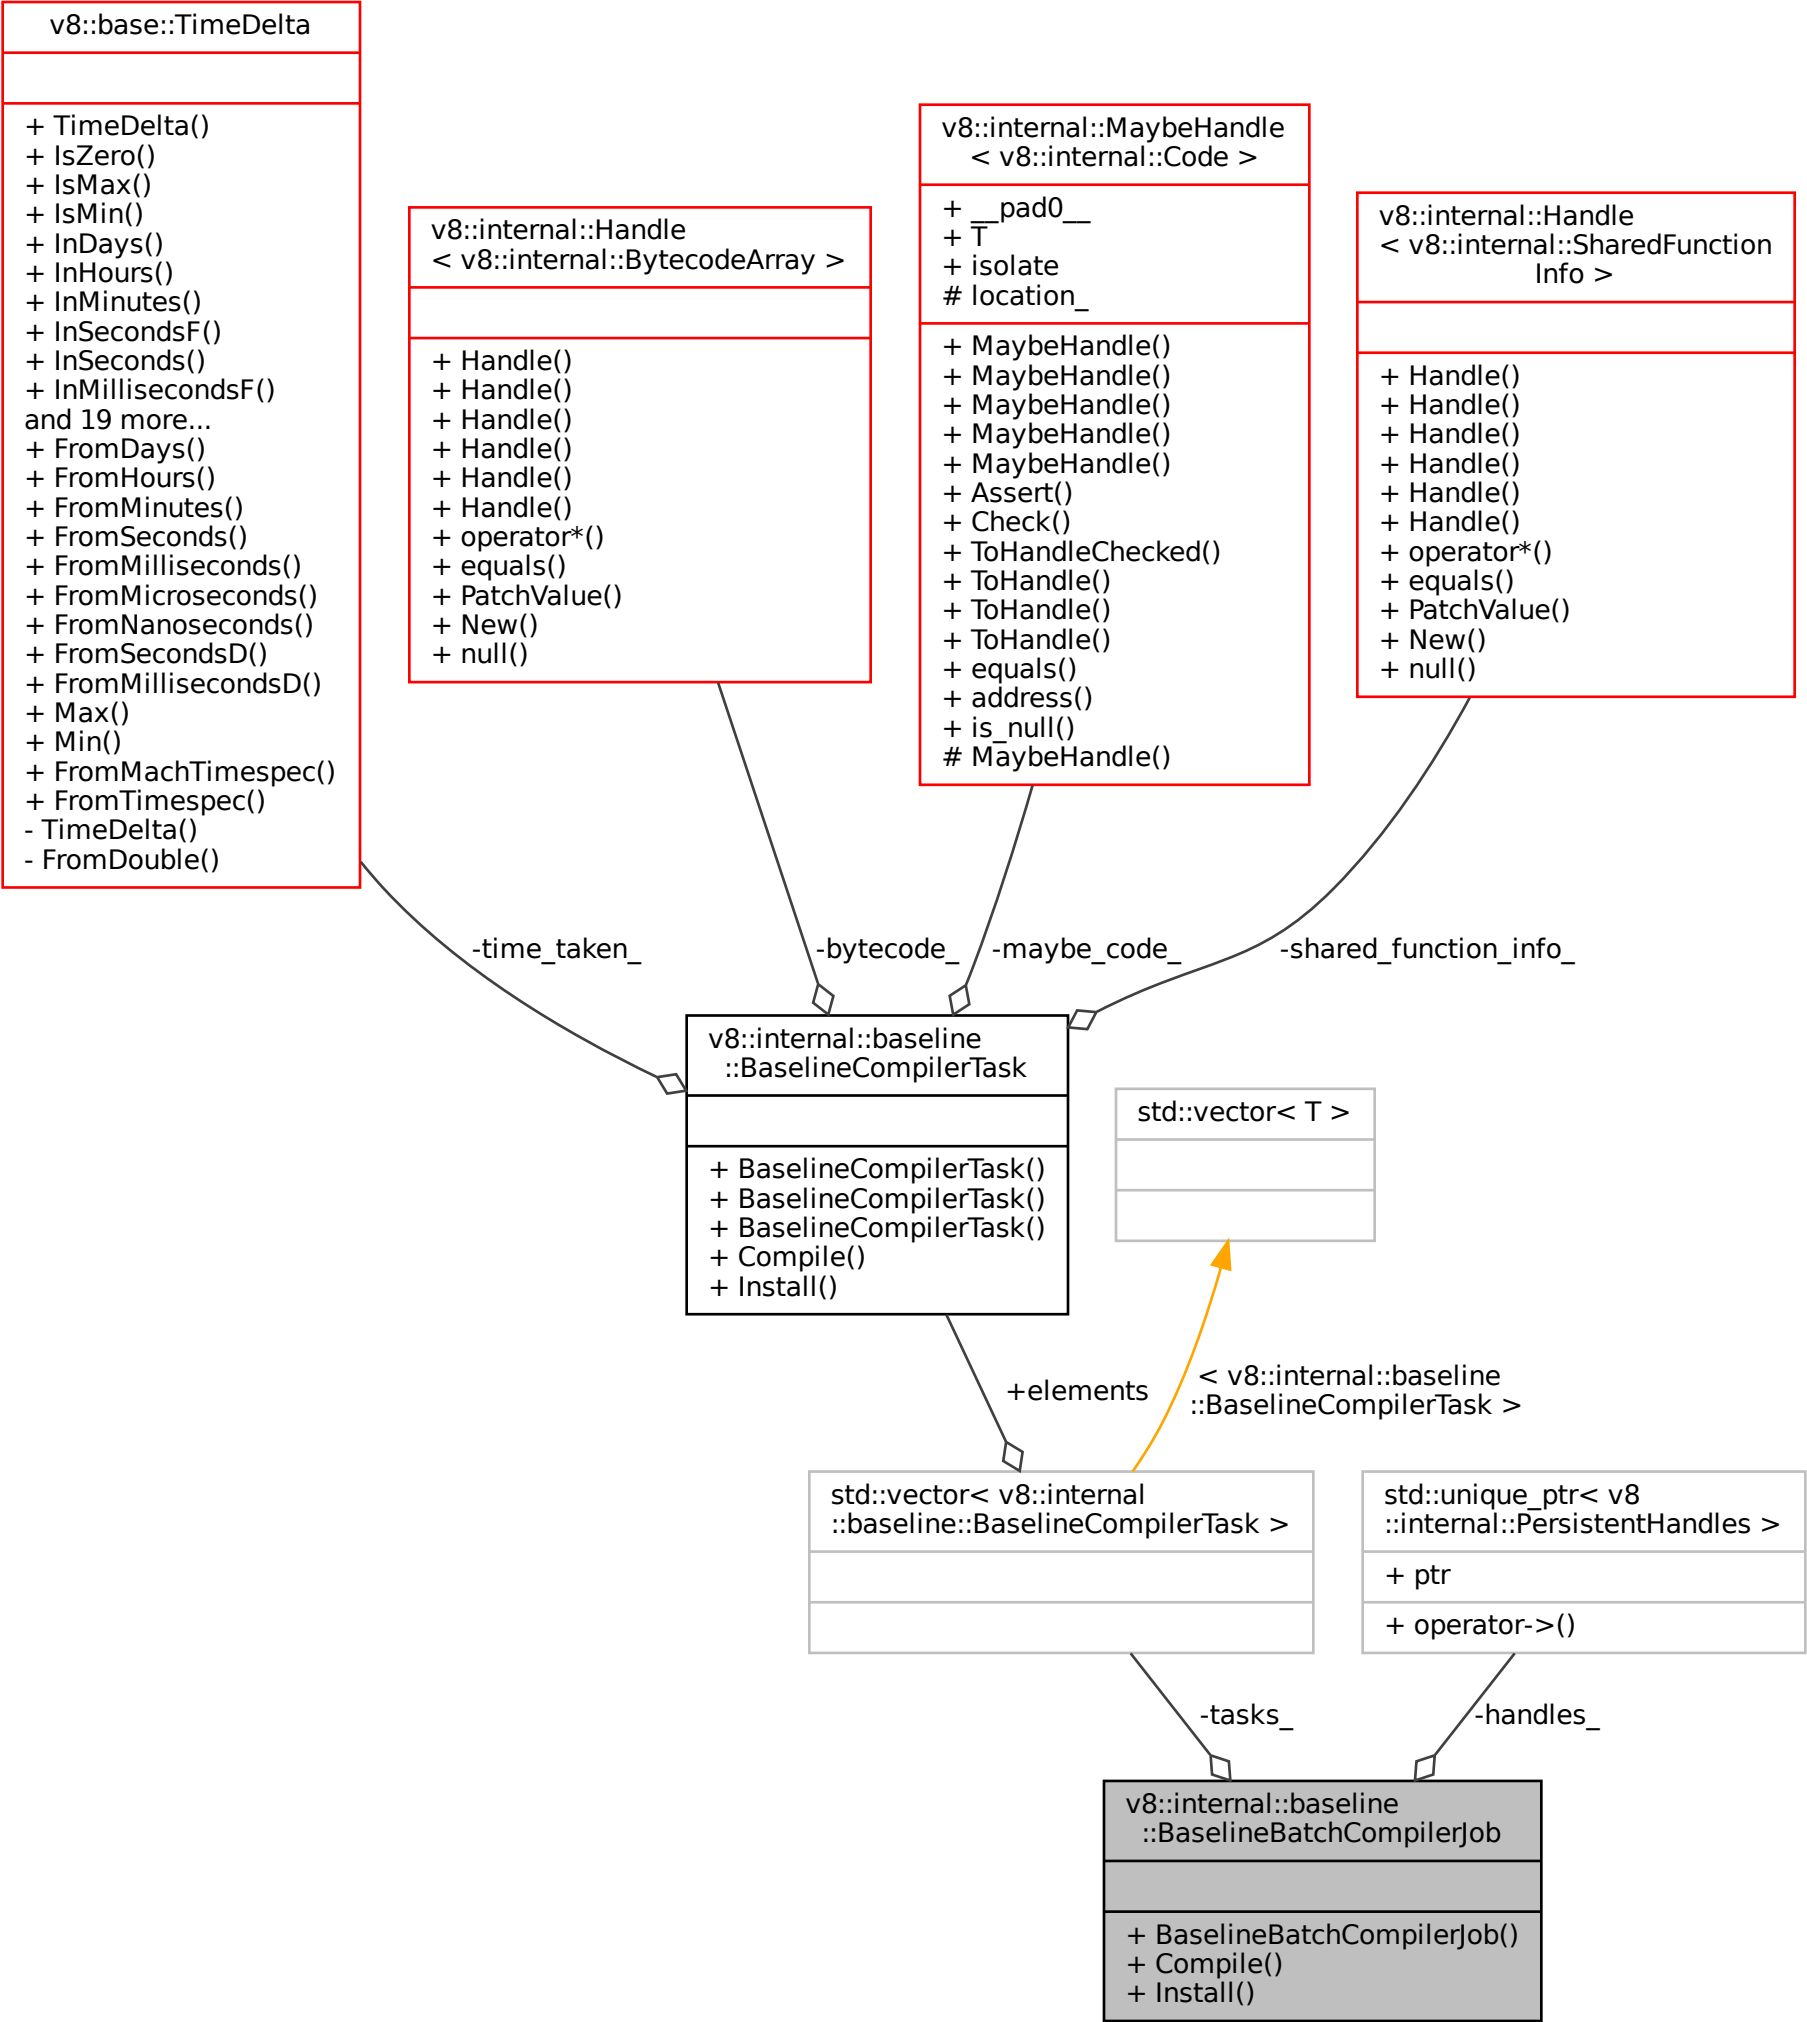 v8::base::TimeDelta
+ TimeDelta()
+ IsZero()
+ IsMax()
+ IsMin()
+ InDays()
+ InHours()
+ InMinutes()
+ InSecondsF()
+ InSeconds()
+ InMillisecondsF()
and 19 more...
+ FromDays()
+ FromHours()
+ FromMinutes()
+ FromSeconds()
+ FromMilliseconds()
+ FromMicroseconds()
+ FromNanoseconds()
+ FromSecondsD()
+ FromMillisecondsD()
+ Max()
+ Min()
+ FromMachTimespec()
+ FromTimespec()
- TimeDelta()
- FromDouble()
v8::internal::Handle
< v8::internal::BytecodeArray >
+ Handle()
+ Handle()
+ Handle()
+ Handle()
+ Handle()
+ Handle()
+ operator*()
+ equals()
+ PatchValue()
+ New()
+ null()
v8::internal::MaybeHandle
< v8::internal::Code >
+ __pad0__
+ T
+ isolate
# location_
+ MaybeHandle()
+ MaybeHandle()
+ MaybeHandle()
+ MaybeHandle()
+ MaybeHandle()
+ Assert()
+ Check()
+ ToHandleChecked()
+ ToHandle()
+ ToHandle()
+ ToHandle()
+ equals()
+ address()
+ is_null()
# MaybeHandle()
v8::internal::Handle
< v8::internal::SharedFunction
Info >
+ Handle()
+ Handle()
+ Handle()
+ Handle()
+ Handle()
+ Handle()
+ operator*()
+ equals()
+ PatchValue()
+ New()
+ null()
-time_taken_
-bytecode_
-maybe_code_
-shared_function_info_
v8::internal::baseline
::BaselineCompilerTask
+ BaselineCompilerTask()
+ BaselineCompilerTask()
+ BaselineCompilerTask()
+ Compile()
+ Install()
std::vector< T >
+elements
< v8::internal::baseline
::BaselineCompilerTask >
std::vector< v8::internal
::baseline::BaselineCompilerTask >
std::unique_ptr< v8
::internal::PersistentHandles >
+ ptr
+ operator->()
-tasks_
-handles_
v8::internal::baseline
::BaselineBatchCompilerJob
+ BaselineBatchCompilerJob()
+ Compile()
+ Install()